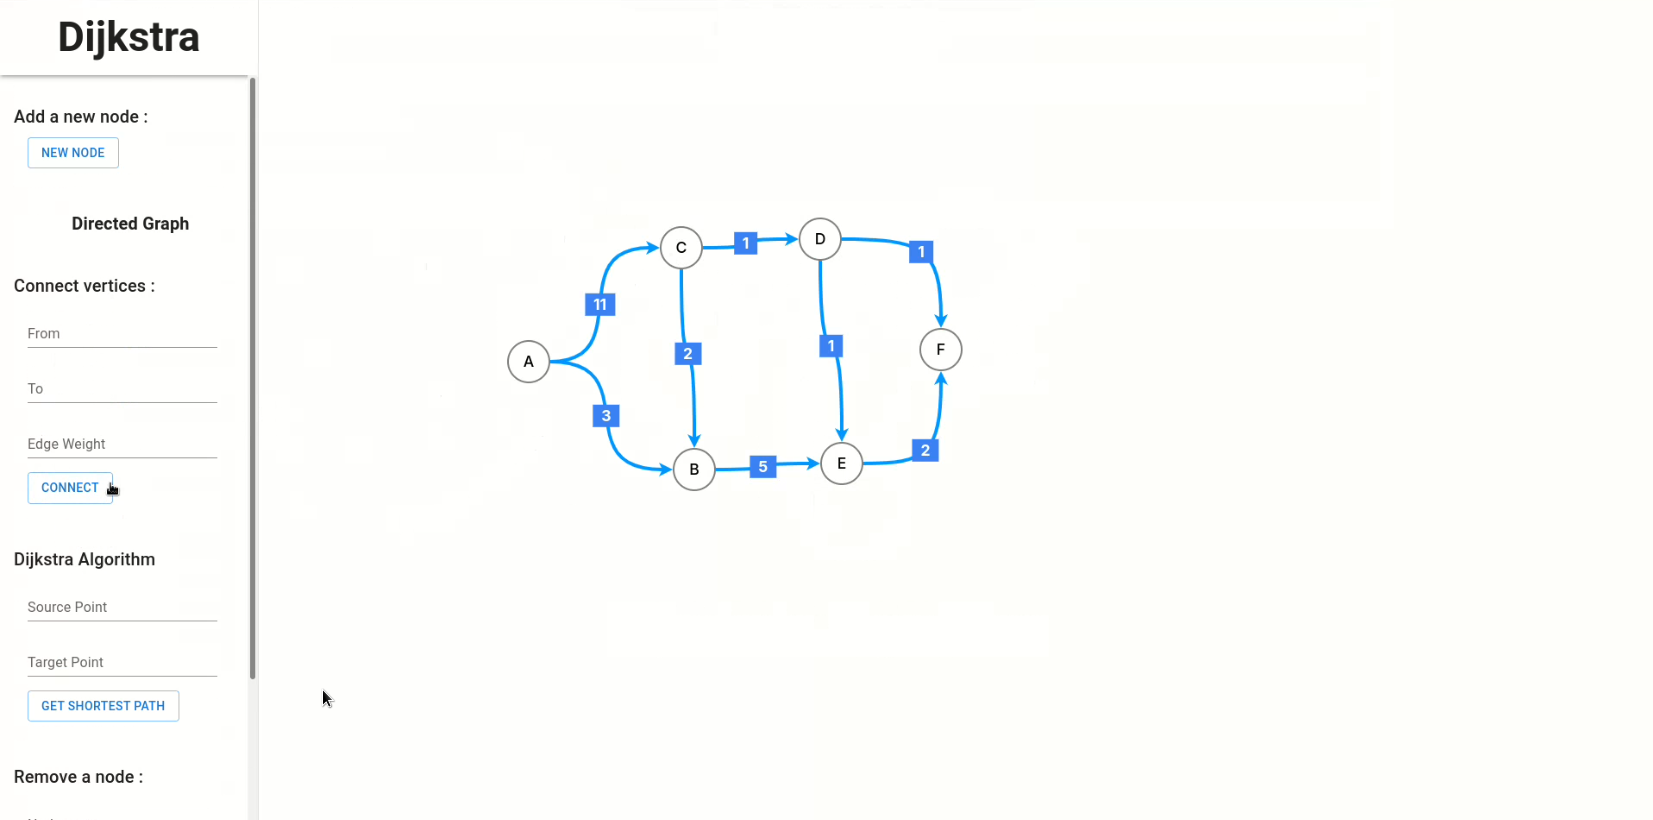 Dijkstra
Add a new node :
NEW NODE
Directed Graph
Connect vertices :
From
To
Edge Weight
CONNECT
Dijkstra Algorithm
Source Point
Target Point
GET SHORTEST PATH
Remove a node :
C
1
D
1
11
2
1
F
A
3
B
5
E
2